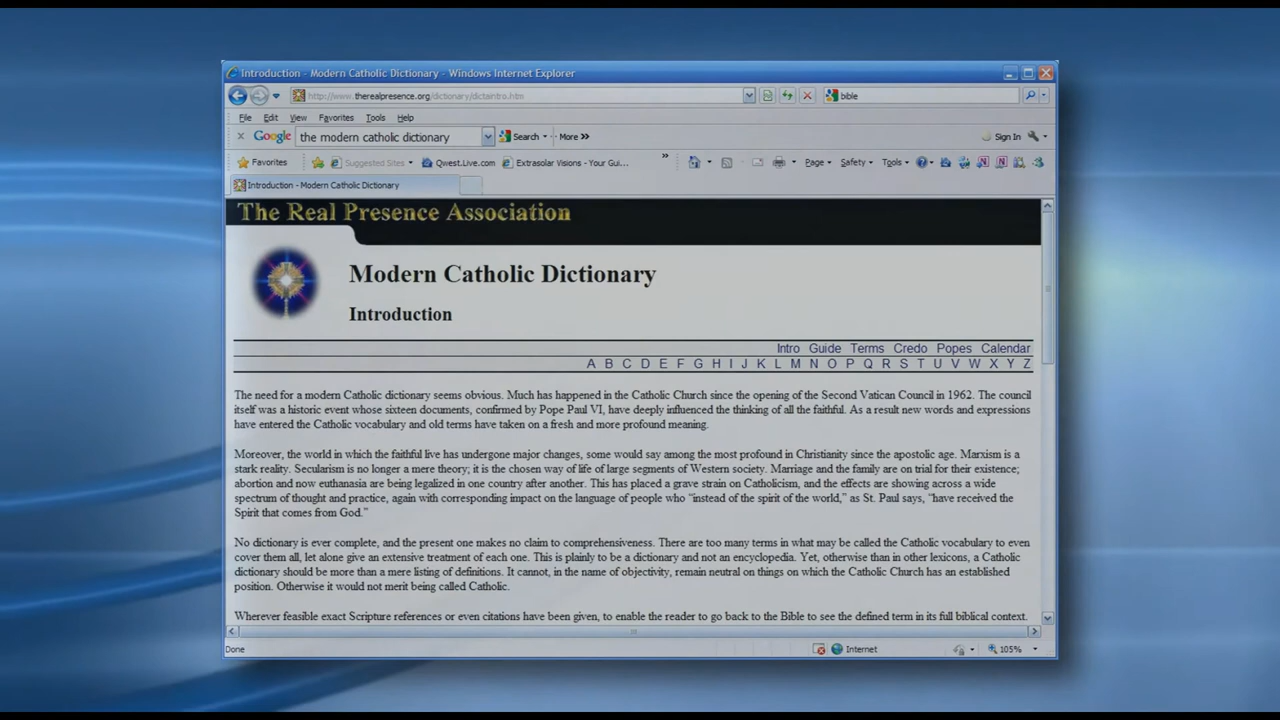 Introduction - Modern Catholic Dictionary - Windows Internet Explorer
http://www.therealpresence.org/dictionary/dictaintro.htm
bible
File Edit View Favorites Tools Help
Google the modern catholic dictionary Search More » Sign In
Favorites Suggested Sites Qwest.Live.com Extrasolar Visions - Your Gui... » Page Safety Tools
Introduction - Modern Catholic Dictionary
The Real Presence Association
Modern Catholic Dictionary
Introduction
Intro Guide Terms Credo Popes Calendar
A B C D E F G H I J K L M N O P Q R S T U V W X Y Z
The need for a modern Catholic dictionary seems obvious. Much has happened in the Catholic Church since the opening of the Second Vatican Council in 1962. The council
itself was a historic event whose sixteen documents, confirmed by Pope Paul VI, have deeply influenced the thinking of all the faithful. As a result new words and expressions
have entered the Catholic vocabulary and old terms have taken on a fresh and more profound meaning.
Moreover, the world in which the faithful live has undergone major changes, some would say among the most profound in Christianity since the apostolic age. Marxism is a
stark reality. Secularism is no longer a mere theory; it is the chosen way of life of large segments of Western society. Marriage and the family are on trial for their existence;
abortion and now euthanasia are being legalized in one country after another. This has placed a grave strain on Catholicism, and the effects are showing across a wide
spectrum of thought and practice, again with corresponding impact on the language of people who "instead of the spirit of the world," as St. Paul says, "have received the
Spirit that comes from God."
No dictionary is ever complete, and the present one makes no claim to comprehensiveness. There are too many terms in what may be called the Catholic vocabulary to even
cover them all, let alone give an extensive treatment of each one. This is plainly to be a dictionary and not an encyclopedia. Yet, otherwise than in other lexicons, a Catholic
dictionary should be more than a mere listing of definitions. It cannot, in the name of objectivity, remain neutral on things on which the Catholic Church has an established
position. Otherwise it would not merit being called Catholic.
Wherever feasible exact Scripture references or even citations have been given, to enable the reader to go back to the Bible to see the defined term in its full biblical context.
Done Internet 105%